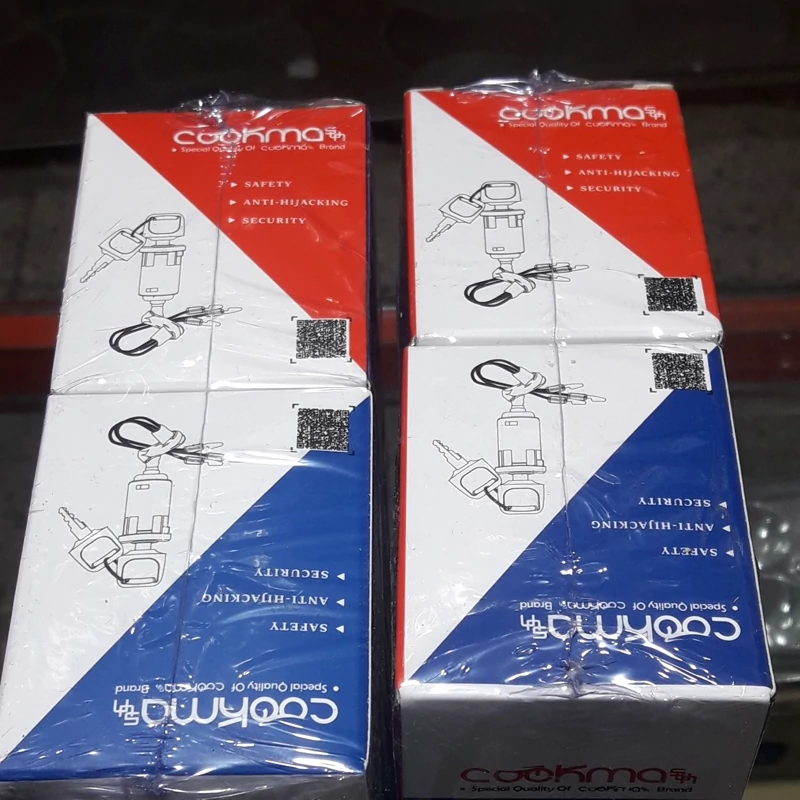 cookma
• Special Quality Of cookma Brand
▶ SAFETY
▶ ANTI-HIJACKING
▶ SECURITY
cookma
• Special Quality Of cookma Brand
▶ SAFETY
▶ ANTI-HIJACKING
▶ SECURITY
cookma
• Special Quality Of cookma Brand
▶ SAFETY
▶ ANTI-HIJACKING
▶ SECURITY
cookma
• Special Quality Of cookma Brand
▶ SAFETY
▶ ANTI-HIJACKING
▶ SECURITY
cookma
• Special Quality Of cookma Brand